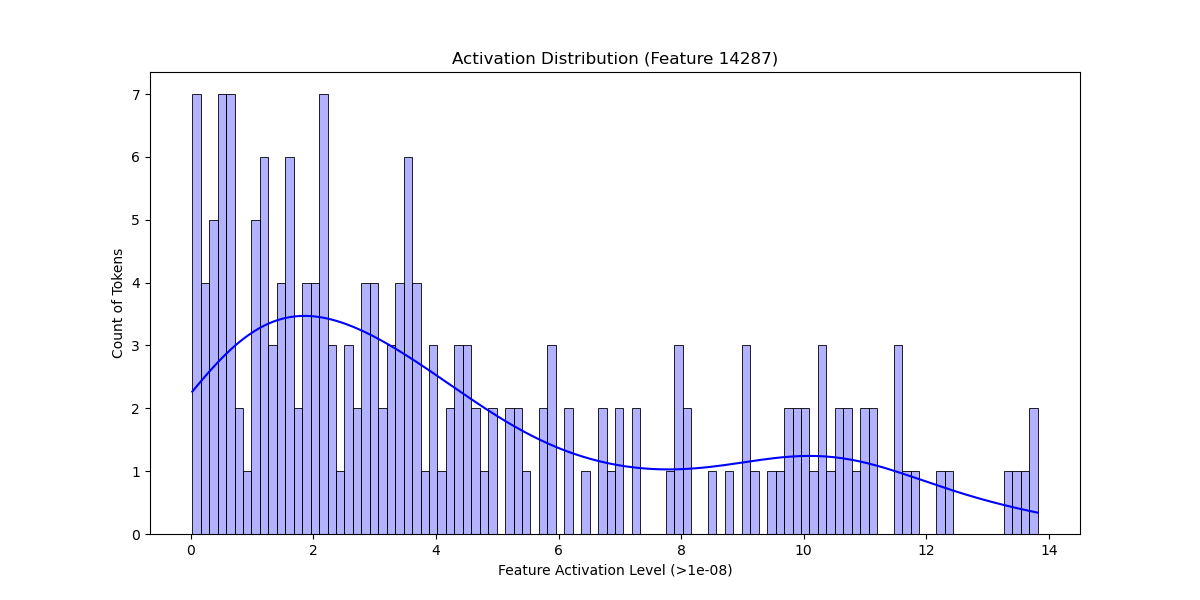 Activation Distribution (Feature 14287)
Count of Tokens
7
6
5
4
3
2
1
0
0 2 4 6 8 10 12 14
Feature Activation Level (>1e-08)